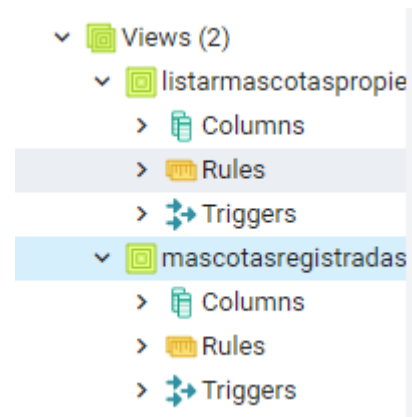 Views (2)
listarmascotaspropie
Columns
Rules
Triggers
mascotasregistradas
Columns
Rules
Triggers